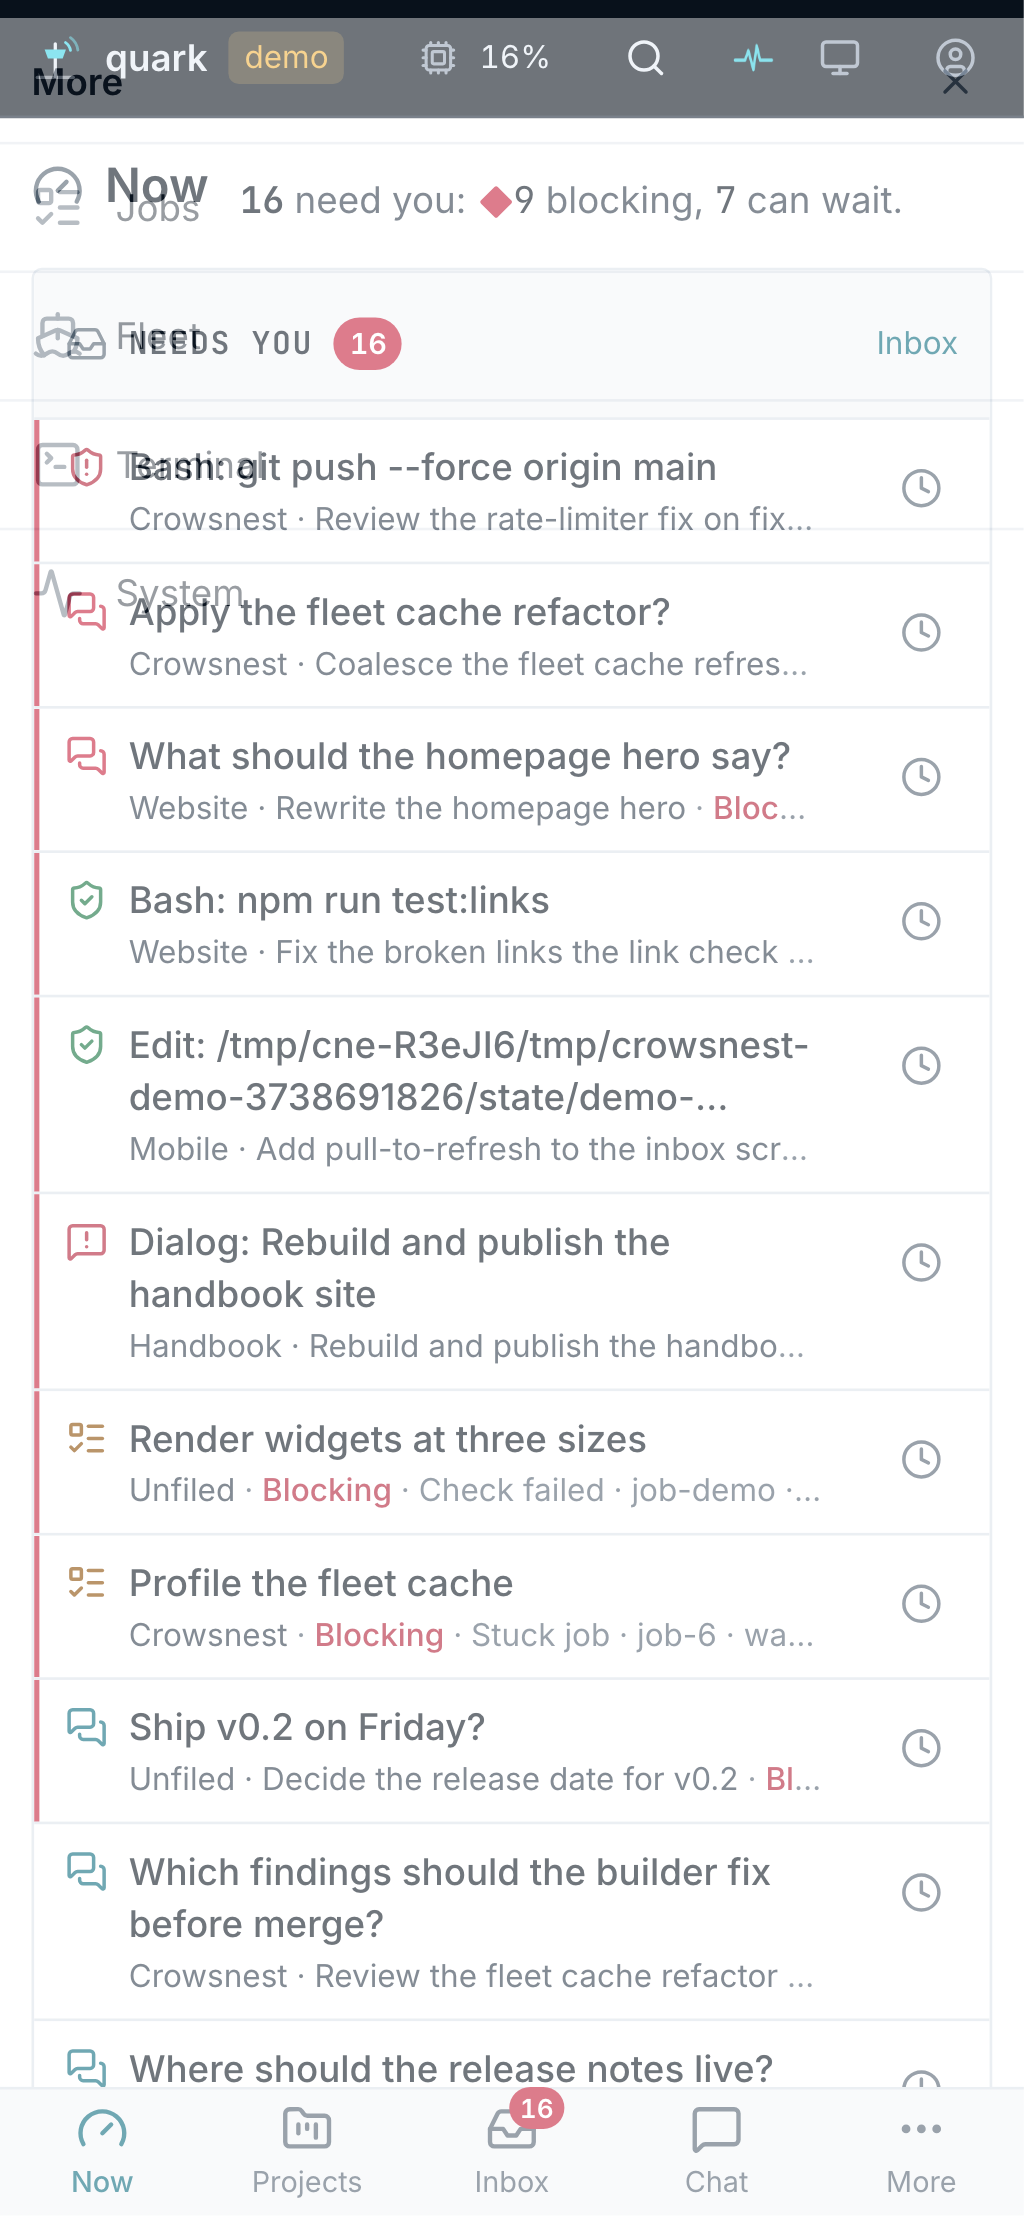 quark demo 16%
More
Now 16 need you: 9 blocking, 7 can wait.
Jobs
Fleet
NEEDS YOU 16 Inbox
Terminal
Bash: git push --force origin main
Crowsnest · Review the rate-limiter fix on fix...
System
Apply the fleet cache refactor?
Crowsnest · Coalesce the fleet cache refres...
What should the homepage hero say?
Website · Rewrite the homepage hero · Bloc...
Bash: npm run test:links
Website · Fix the broken links the link check ...
Edit: /tmp/cne-R3eJI6/tmp/crowsnest-
demo-3738691826/state/demo-...
Mobile · Add pull-to-refresh to the inbox scr...
Dialog: Rebuild and publish the
handbook site
Handbook · Rebuild and publish the handbo...
Render widgets at three sizes
Unfiled · Blocking · Check failed · job-demo ·...
Profile the fleet cache
Crowsnest · Blocking · Stuck job · job-6 · wa...
Ship v0.2 on Friday?
Unfiled · Decide the release date for v0.2 · Bl...
Which findings should the builder fix
before merge?
Crowsnest · Review the fleet cache refactor ...
Where should the release notes live?
16
Now Projects Inbox Chat More